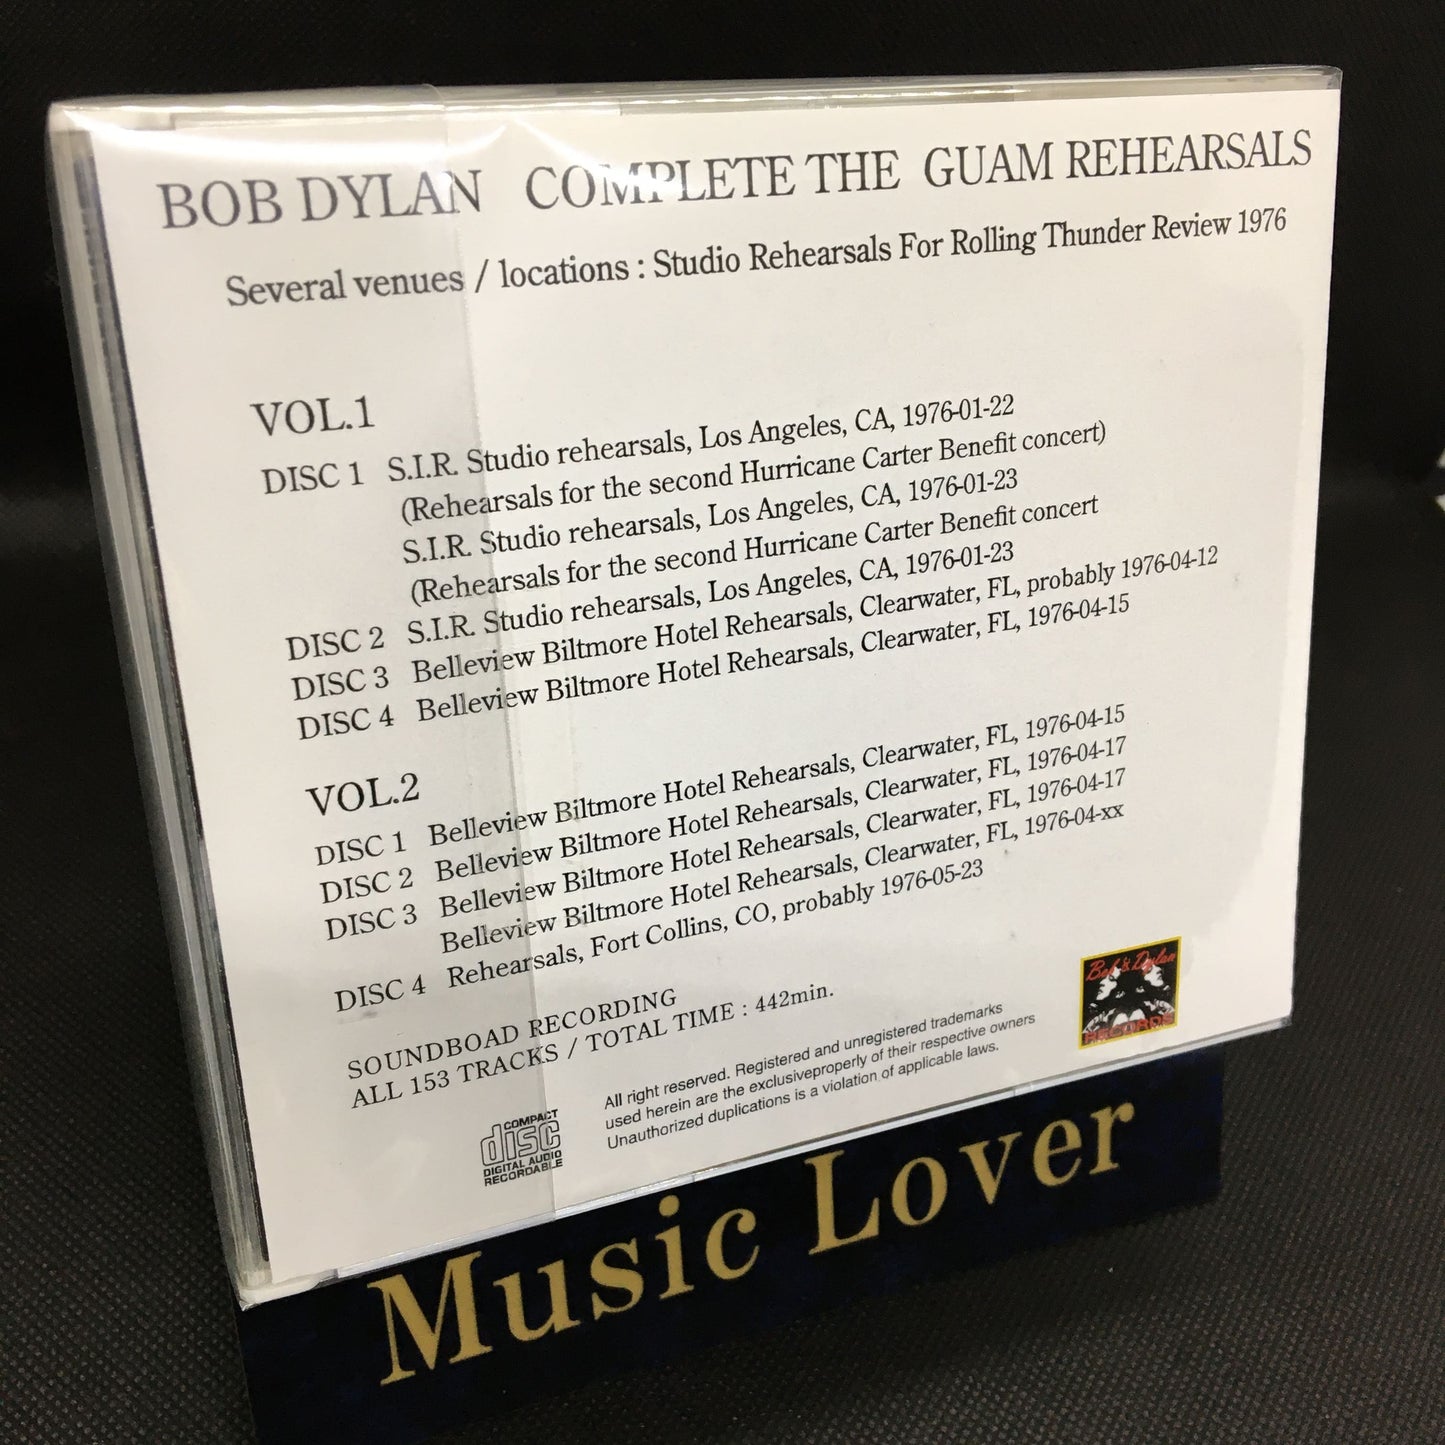 BOB DYLAN COMPLETE THE GUAM REHEARSALS
Several venues / locations : Studio Rehearsals For Rolling Thunder Review 1976
VOL.1
DISC 1 S.I.R. Studio rehearsals, Los Angeles, CA, 1976-01-22
(Rehearsals for the second Hurricane Carter Benefit concert)
S.I.R. Studio rehearsals, Los Angeles, CA, 1976-01-23
(Rehearsals for the second Hurricane Carter Benefit concert
DISC 2 S.I.R. Studio rehearsals, Los Angeles, CA, 1976-01-23
DISC 3 Belleview Biltmore Hotel Rehearsals, Clearwater, FL, probably 1976-04-12
DISC 4 Belleview Biltmore Hotel Rehearsals, Clearwater, FL, 1976-04-15
VOL.2
DISC 1 Belleview Biltmore Hotel Rehearsals, Clearwater, FL, 1976-04-15
DISC 2 Belleview Biltmore Hotel Rehearsals, Clearwater, FL, 1976-04-17
DISC 3 Belleview Biltmore Hotel Rehearsals, Clearwater, FL, 1976-04-17
Belleview Biltmore Hotel Rehearsals, Clearwater, FL, 1976-04-xx
DISC 4 Rehearsals, Fort Collins, CO, probably 1976-05-23
SOUNDBOAD RECORDING
ALL 153 TRACKS / TOTAL TIME : 442min.
COMPACT
disc
DIGITAL AUDIO
RECORDABLE
All right reserved. Registered and unregistered trademarks
used herein are the exclusiveproperly of their respective owners
Unauthorized duplications is a violation of applicable laws.
Bob & Dylan
RECORDS
Music Lover